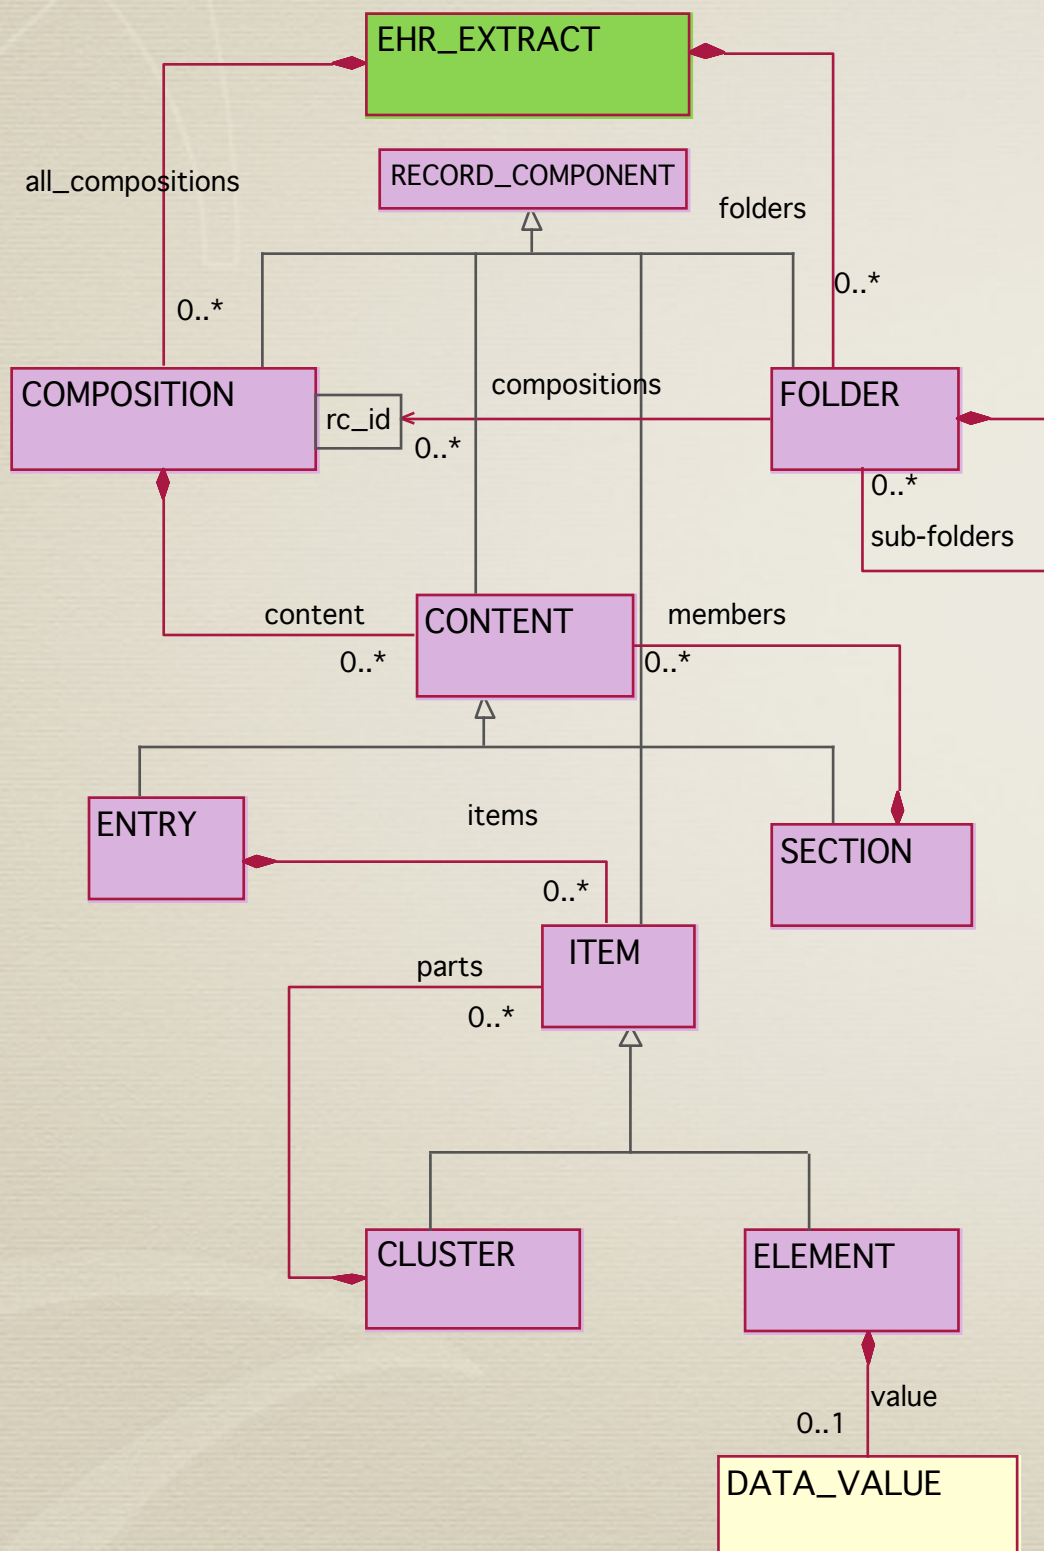 EHR_EXTRACT
RECORD_COMPONENT
all_compositions
folders
0..*
0..*
COMPOSITION
rc_id
compositions
0..*
FOLDER
0..*
sub-folders
content
0..*
CONTENT
members
0..*
ENTRY
items
0..*
SECTION
ITEM
parts
0..*
CLUSTER
ELEMENT
value
0..1
DATA_VALUE